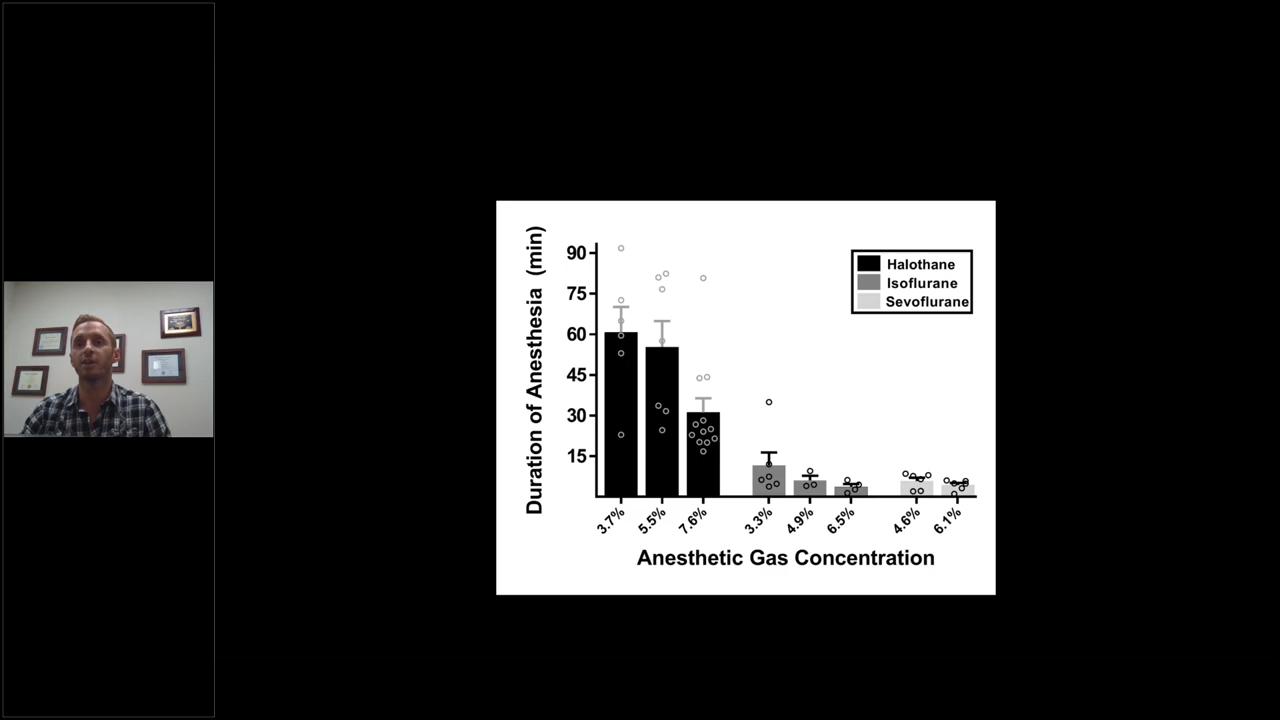 Duration of Anesthesia (min)
90
75
60
45
30
15
Halothane
Isoflurane
Sevoflurane
3.7% 5.5% 7.6% 3.3% 4.9% 6.5% 4.6% 6.1%
Anesthetic Gas Concentration